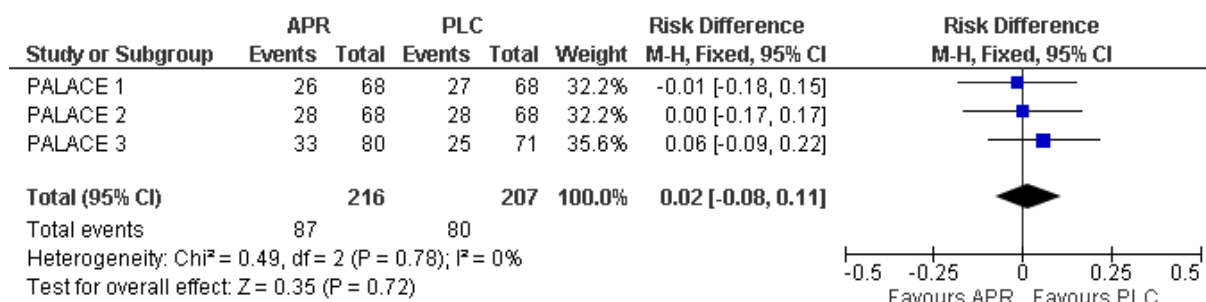 APR PLC Risk Difference Risk Difference
Study or Subgroup Events Total Events Total Weight M-H, Fixed, 95% CI M-H, Fixed, 95% CI
PALACE 1 26 68 27 68 32.2% -0.01 [-0.18, 0.15]
PALACE 2 28 68 28 68 32.2% 0.00 [-0.17, 0.17]
PALACE 3 33 80 25 71 35.6% 0.06 [-0.09, 0.22]
Total (95% CI) 216 207 100.0% 0.02 [-0.08, 0.11]
Total events 87 80
Heterogeneity: Chi² = 0.49, df = 2 (P = 0.78); I² = 0%
Test for overall effect: Z = 0.35 (P = 0.72)
-0.5 -0.25 0 0.25 0.5
Favours APR Favours PLC